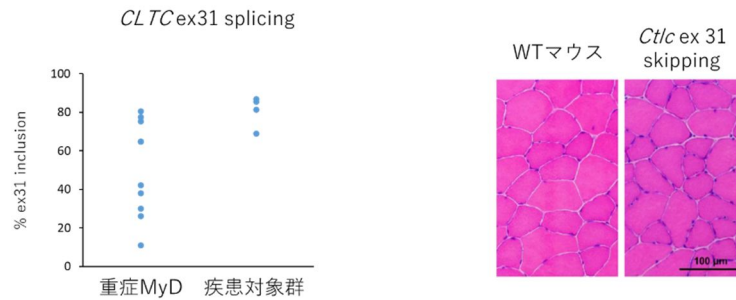 CLTC ex31 splicing
% ex31 inclusion
100
80
60
40
20
0
重症MyD
疾患対象群
WTマウス
Ctlc ex 31
skipping
100 μm